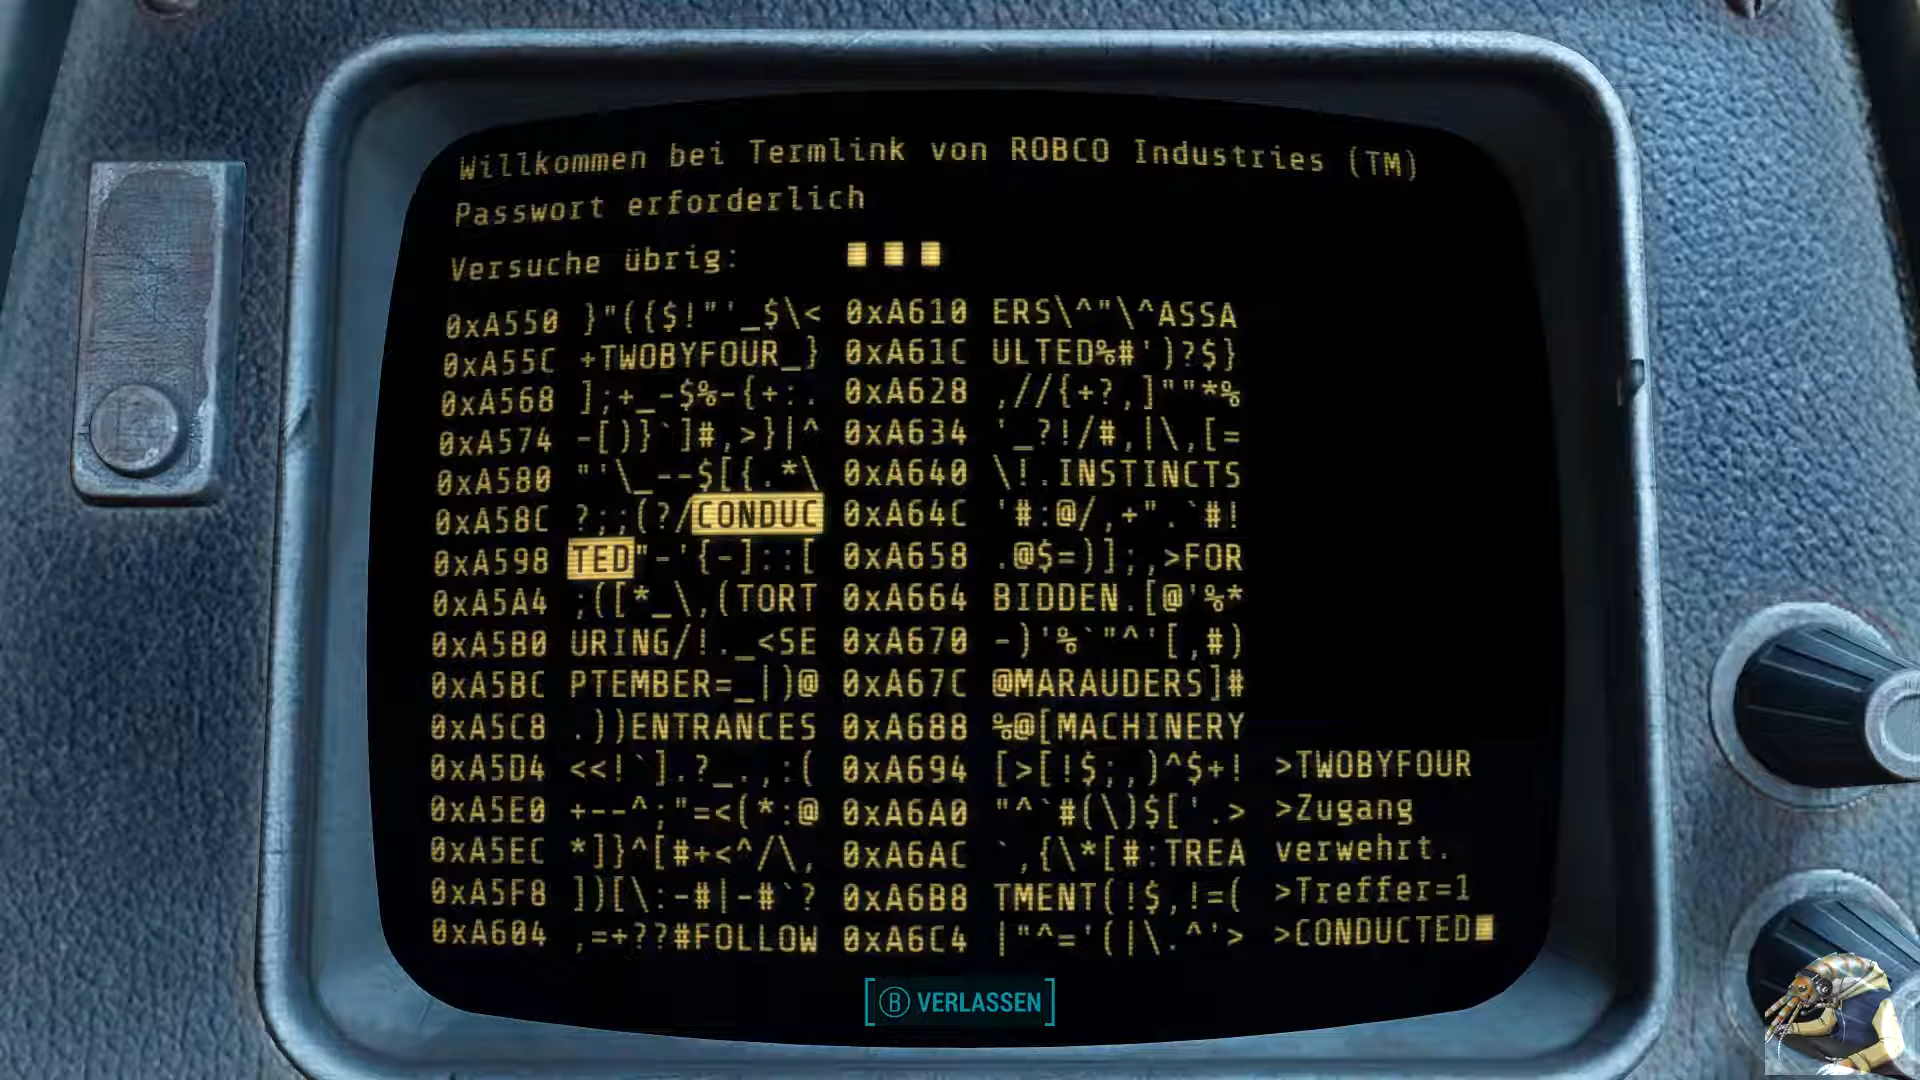 Willkommen bei Termlink von ROBCO Industries (TM)
Passwort erforderlich
Versuche übrig:
0xA550 }"({$!"'_$\<
0xA55C +TWOBYFOUR_}
0xA568 ];+_-$%-{+:.
0xA574 -[)}`]#,>}|^
0xA580 "'\_--$[{.*\
0xA58C ?;;(?/CONDUC
0xA598 TED"-'{-]::[
0xA5A4 ;([*_\,(TORT
0xA5B0 URING/!._<SE
0xA5BC PTEMBER=_|)@
0xA5C8 .))ENTRANCES
0xA5D4 <<!`].?_.,:(
0xA5E0 +--^;"=<(*:@
0xA5EC *]}^[#+<^/\,
0xA5F8 ])[\:-#|-#`?
0xA604 ,=+??#FOLLOW
0xA610 ERS\^"\^ASSA
0xA61C ULTED%#')?$}
0xA628 ,//{+?,]""*%
0xA634 '_?!/#,|\,[=
0xA640 \!.INSTINCTS
0xA64C '#:@/,+".`#!
0xA658 .@$=)];,>FOR
0xA664 BIDDEN.[@'%*
0xA670 -)'%`"^'[,#)
0xA67C @MARAUDERS]#
0xA688 %@[MACHINERY
0xA694 [>[!$;,)^$+!
0xA6A0 "^`#(\)$['.>
0xA6AC `,{\*[#:TREA
0xA6B8 TMENT(!$,!=(
0xA6C4 |"^='(|\.^'>
>TWOBYFOUR
>Zugang
verwehrt.
>Treffer=1
>CONDUCTED
B VERLASSEN